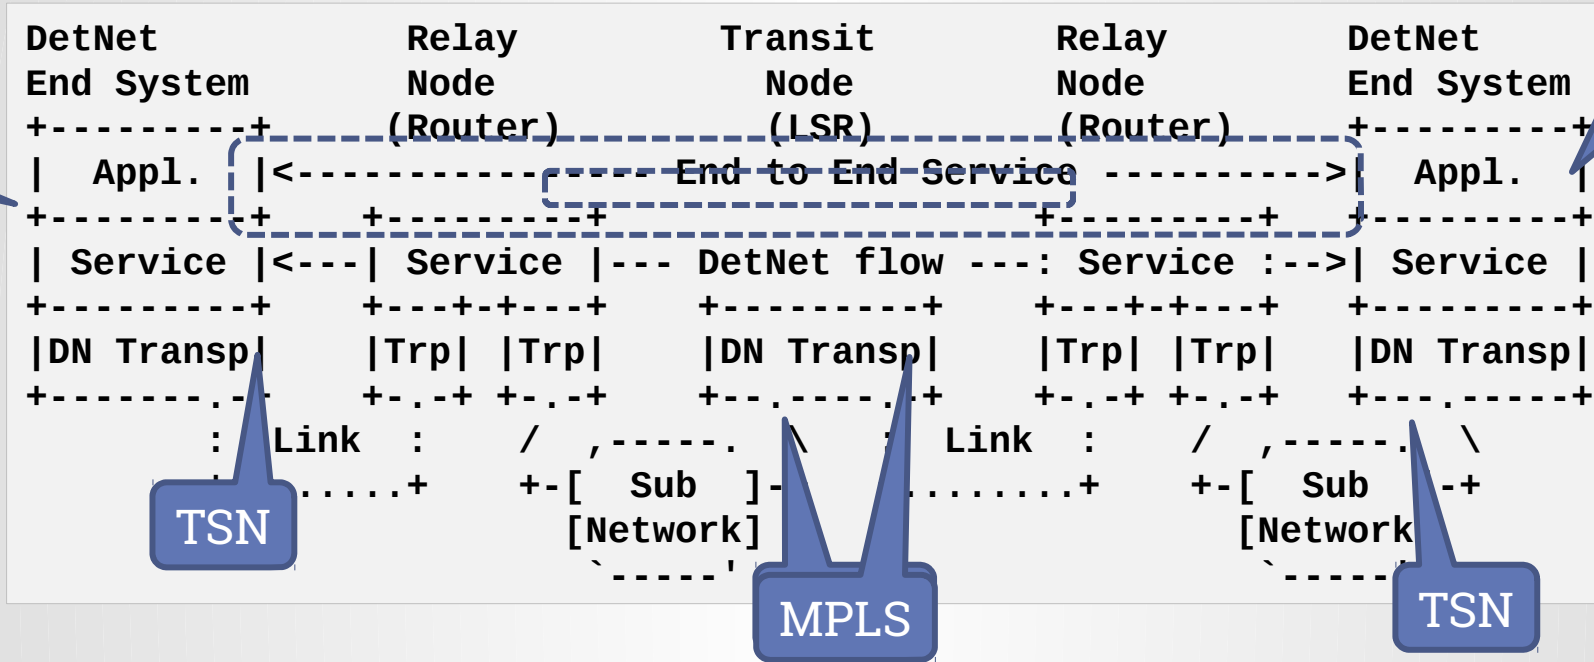 DetNet Relay Transit Relay DetNet
End System Node Node Node End System
+---------+ (Router) (LSR) (Router) +---------+
| Appl. |<---------------- End to End Service ---------->| Appl. |
+---------+ +---------+ +---------+ +---------+
| Service |<---| Service |--- DetNet flow ---: Service :-->| Service |
+---------+ +---+-+---+ +---------+ +---+-+---+ +---------+
|DN Transp| |Trp| |Trp| |DN Transp| |Trp| |Trp| |DN Transp|
+-------.-+ +-.-+ +-.-+ +--.----.-+ +-.-+ +-.-+ +---.-----+
: Link : / ,-----. \ : Link : / ,-----. \
.....+ +-[ Sub ]- ........+ +-[ Sub -+
[Network] [Network
`-----' `-----'
TSN
MPLS
TSN